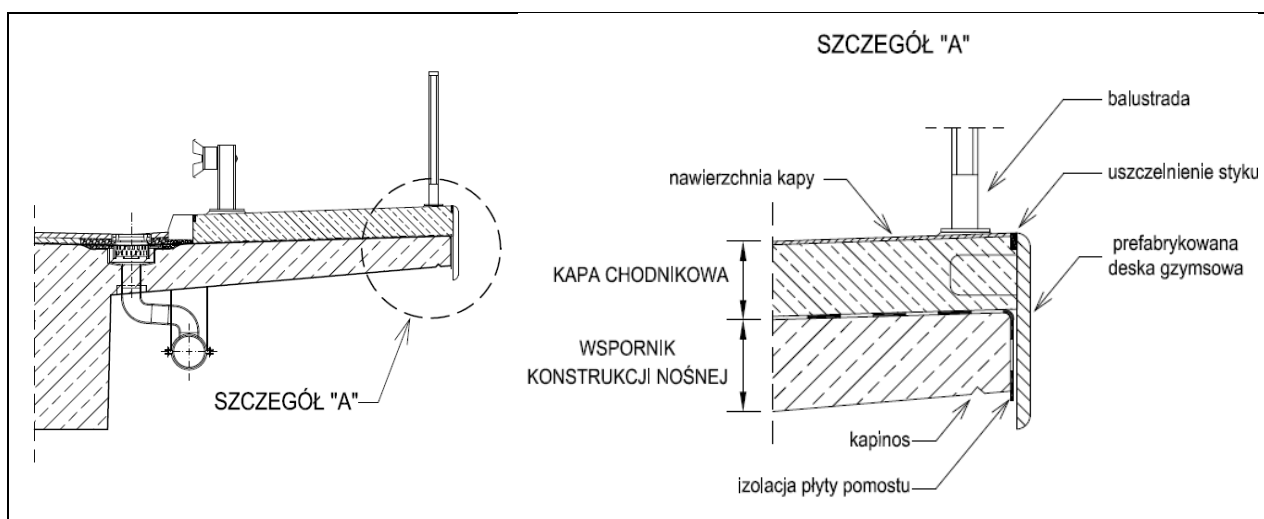 SZCZEGÓŁ "A"
SZCZEGÓŁ "A"
balustrada
nawierzchnia kapy
uszczelnienie styku
prefabrykowana
deska gzymsowa
KAPA CHODNIKOWA
WSPORNIK
KONSTRUKCJI NOŚNEJ
kapinos
izolacja płyty pomostu